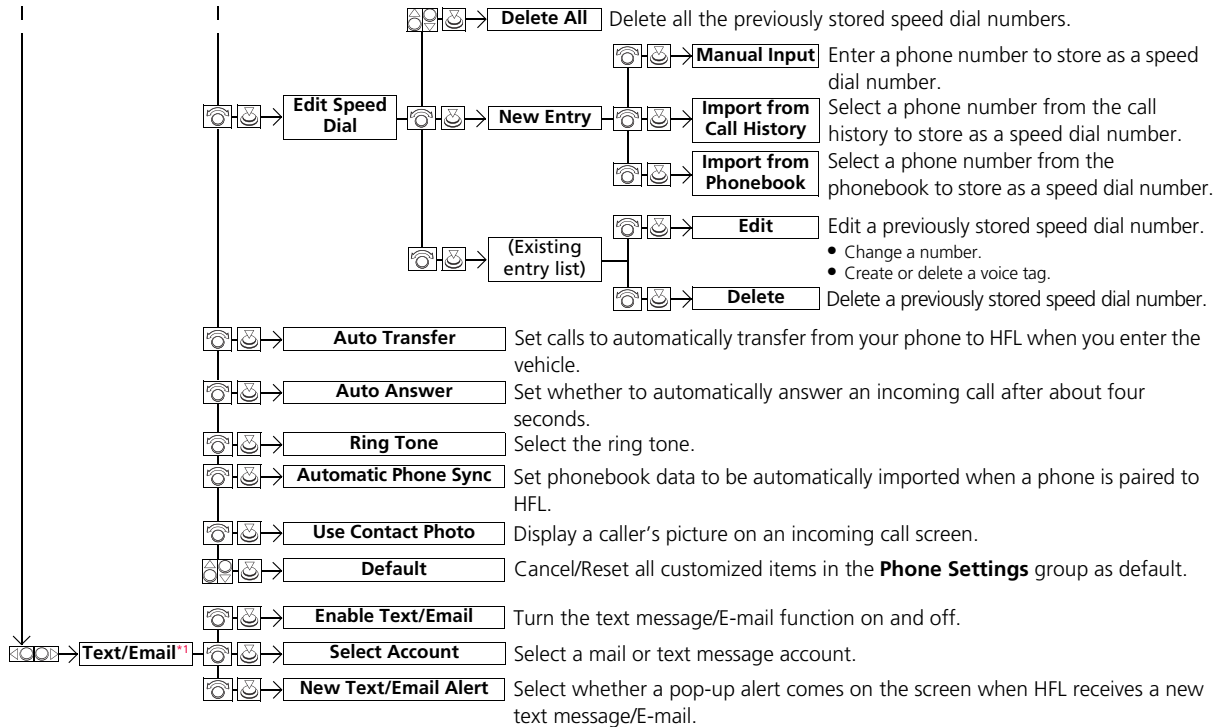 Delete All Delete all the previously stored speed dial numbers.
Manual Input Enter a phone number to store as a speed
dial number.
Edit Speed
Dial
New Entry
Import from
Call History
Select a phone number from the call
history to store as a speed dial number.
Import from
Phonebook
Select a phone number from the
phonebook to store as a speed dial number.
(Existing
entry list)
Edit Edit a previously stored speed dial number.
● Change a number.
● Create or delete a voice tag.
Delete Delete a previously stored speed dial number.
Auto Transfer Set calls to automatically transfer from your phone to HFL when you enter the
vehicle.
Auto Answer Set whether to automatically answer an incoming call after about four
seconds.
Ring Tone Select the ring tone.
Automatic Phone Sync Set phonebook data to be automatically imported when a phone is paired to
HFL.
Use Contact Photo Display a caller’s picture on an incoming call screen.
Default Cancel/Reset all customized items in the Phone Settings group as default.
Enable Text/Email Turn the text message/E-mail function on and off.
Text/Email*1 Select Account Select a mail or text message account.
New Text/Email Alert Select whether a pop-up alert comes on the screen when HFL receives a new
text message/E-mail.